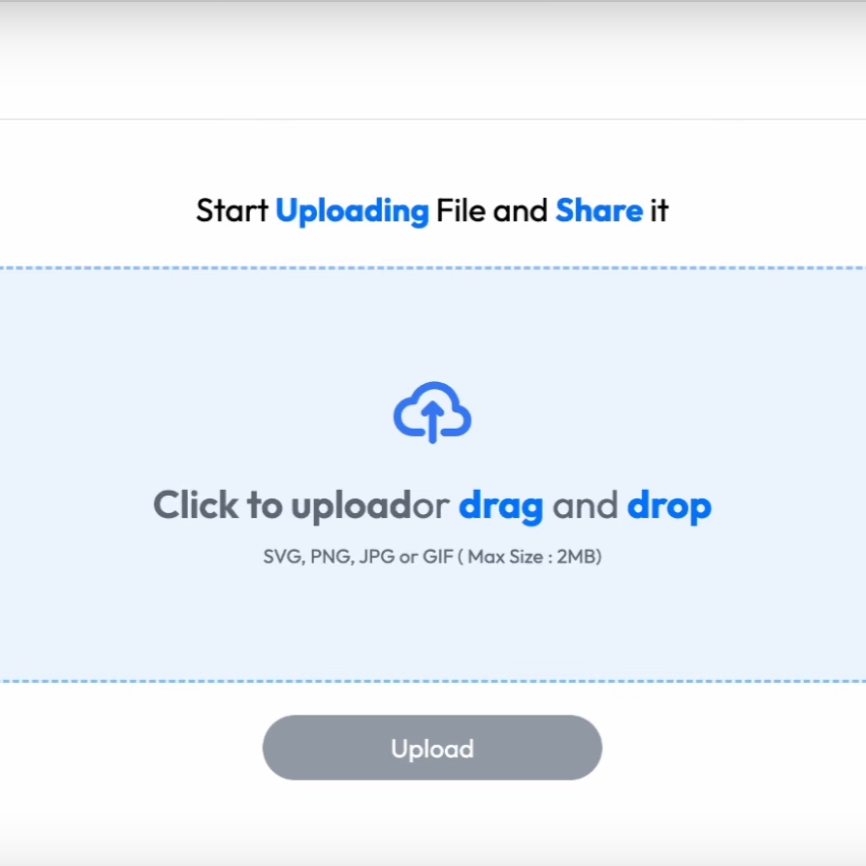 Start Uploading File and Share it
Click to uploador drag and drop
SVG, PNG, JPG or GIF ( Max Size : 2MB)
Upload